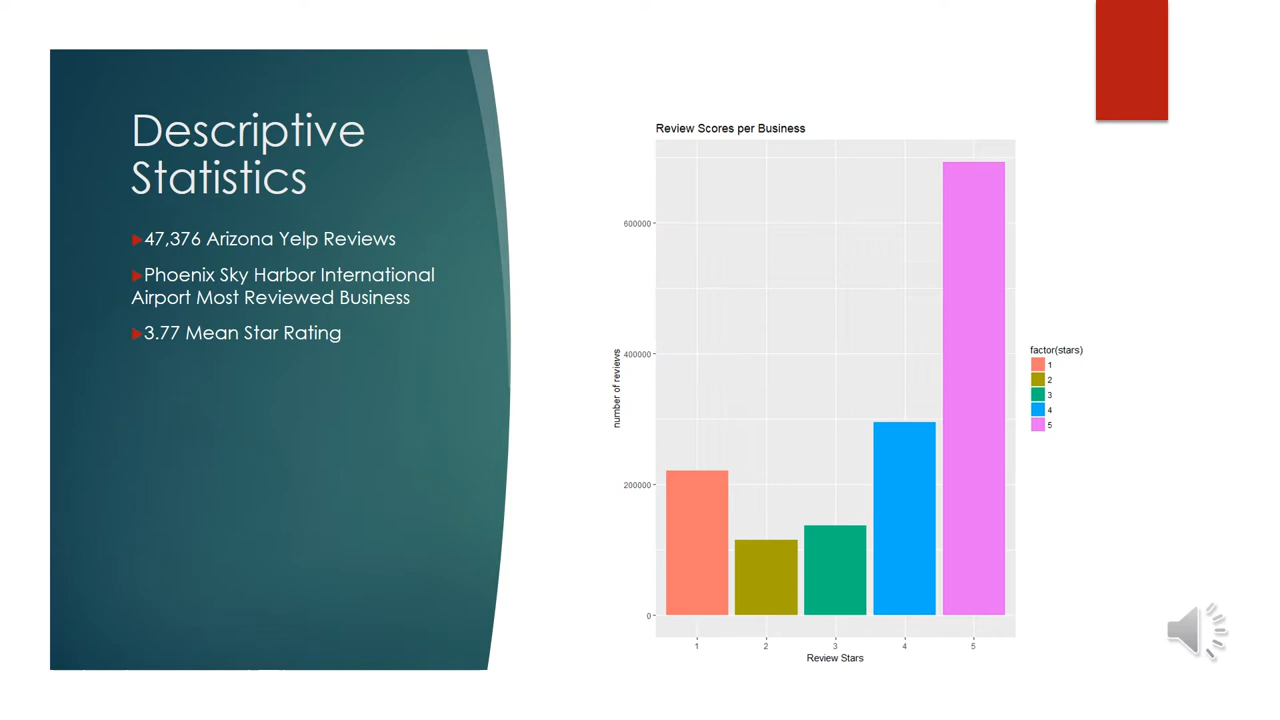 Descriptive
Statistics
47,376 Arizona Yelp Reviews
Phoenix Sky Harbor International
Airport Most Reviewed Business
3.77 Mean Star Rating
Review Scores per Business
600000
400000
200000
0
number of reviews
1 2 3 4 5
Review Stars
factor(stars)
1
2
3
4
5